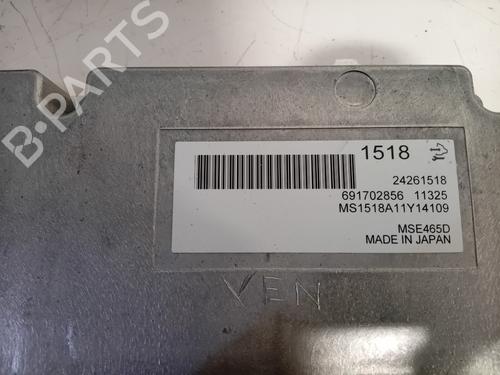 B-PARTS
1518
24261518
691702856 11325
MS1518A11Y14109
MSE465D
MADE IN JAPAN
VEN